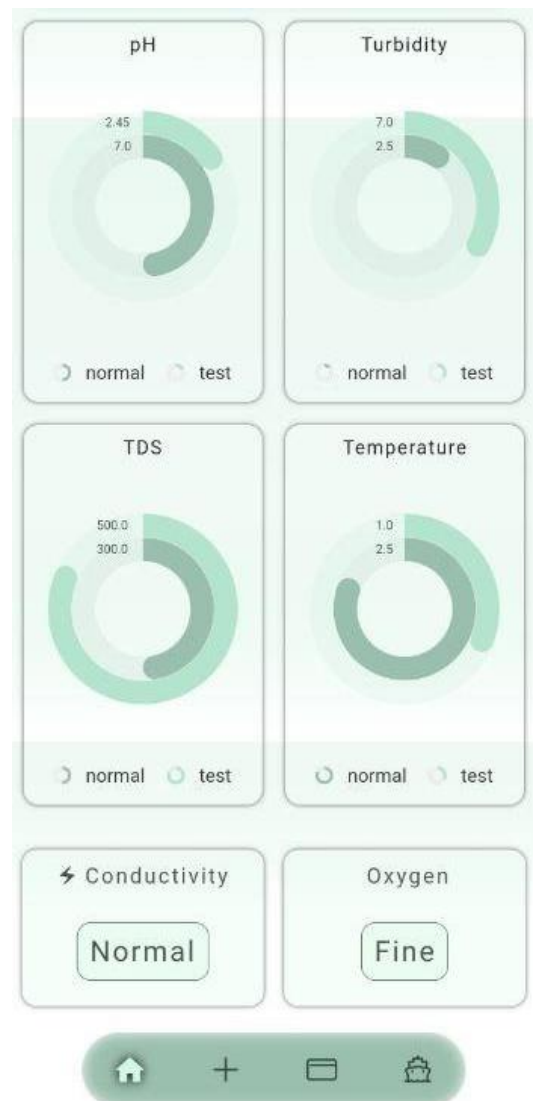 pH
2.45
7.0
normal test
Turbidity
7.0
2.5
normal test
TDS
500.0
300.0
normal test
Temperature
1.0
2.5
normal test
Conductivity
Normal
Oxygen
Fine